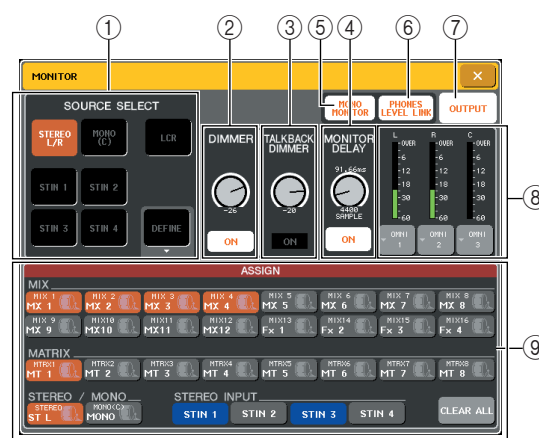 ① ② ③ ⑤ ④ ⑥ ⑦
MONITOR ×
MONO MONITOR
PHONES LEVEL LINK
OUTPUT
SOURCE SELECT
STEREO L/R
MONO (C)
LCR
STIN 1 STIN 2
STIN 3 STIN 4
DEFINE
DIMMER
-26
ON
TALKBACK DIMMER
-20
ON
MONITOR DELAY
91.66ms
4400
SAMPLE
ON
L R C
OVER OVER OVER
-6 -6 -6
-12 -12 -12
-18 -18 -18
-30 -30 -30
-60 -60 -60
OMNI 1
OMNI 2
OMNI 3
⑧
ASSIGN
MIX
MIX 1 MIX 2 MIX 3 MIX 4 MIX 5 MIX 6 MIX 7 MIX 8
MX 1 MX 2 MX 3 MX 4 MX 5 MX 6 MX 7 MX 8
MIX 9 MIX10 MIX11 MIX12 MIX13 MIX14 MIX15 MIX16
MX 9 MX10 MX11 MX12 Fx 1 Fx 2 Fx 3 Fx 4
⑨
MATRIX
MTRX1 MTRX2 MTRX3 MTRX4 MTRX5 MTRX6 MTRX7 MTRX8
MT 1 MT 2 MT 3 MT 4 MT 5 MT 6 MT 7 MT 8
STEREO / MONO STEREO INPUT
STEREO MONO(C)
ST L MONO
STIN 1 STIN 2 STIN 3 STIN 4
CLEAR ALL